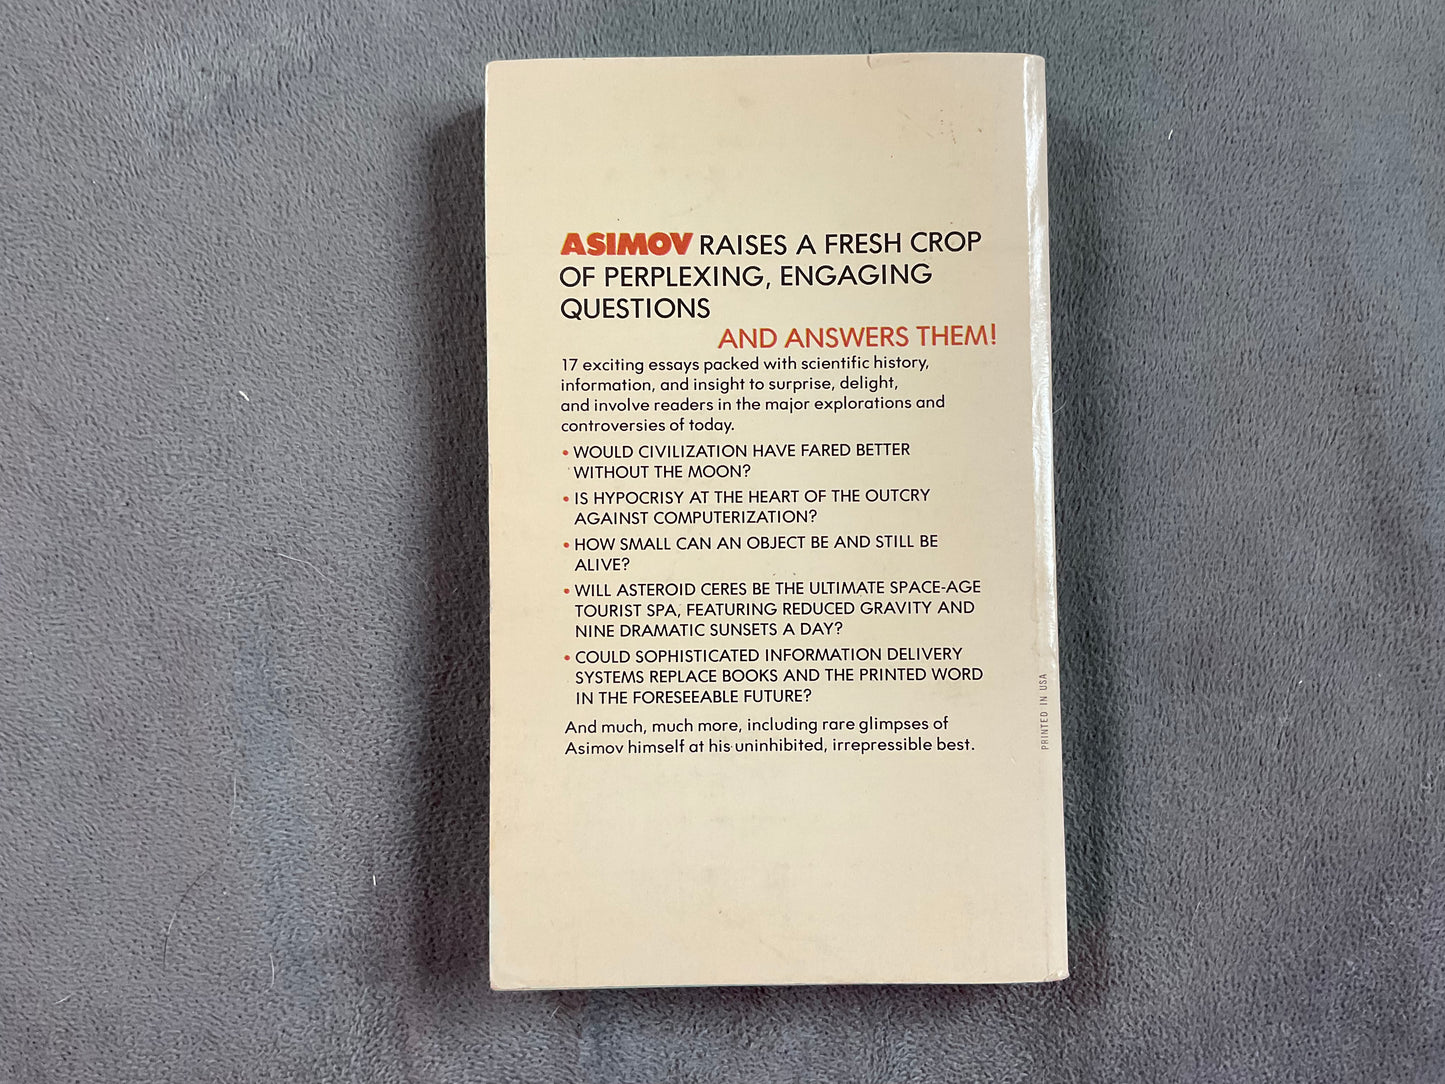 ASIMOV RAISES A FRESH CROP
OF PERPLEXING, ENGAGING
QUESTIONS
AND ANSWERS THEM!
17 exciting essays packed with scientific history,
information, and insight to surprise, delight,
and involve readers in the major explorations and
controversies of today.
• WOULD CIVILIZATION HAVE FARED BETTER
WITHOUT THE MOON?
• IS HYPOCRISY AT THE HEART OF THE OUTCRY
AGAINST COMPUTERIZATION?
• HOW SMALL CAN AN OBJECT BE AND STILL BE
ALIVE?
• WILL ASTEROID CERES BE THE ULTIMATE SPACE-AGE
TOURIST SPA, FEATURING REDUCED GRAVITY AND
NINE DRAMATIC SUNSETS A DAY?
• COULD SOPHISTICATED INFORMATION DELIVERY
SYSTEMS REPLACE BOOKS AND THE PRINTED WORD
IN THE FORESEEABLE FUTURE?
And much, much more, including rare glimpses of
Asimov himself at his uninhibited, irrepressible best.
PRINTED IN USA